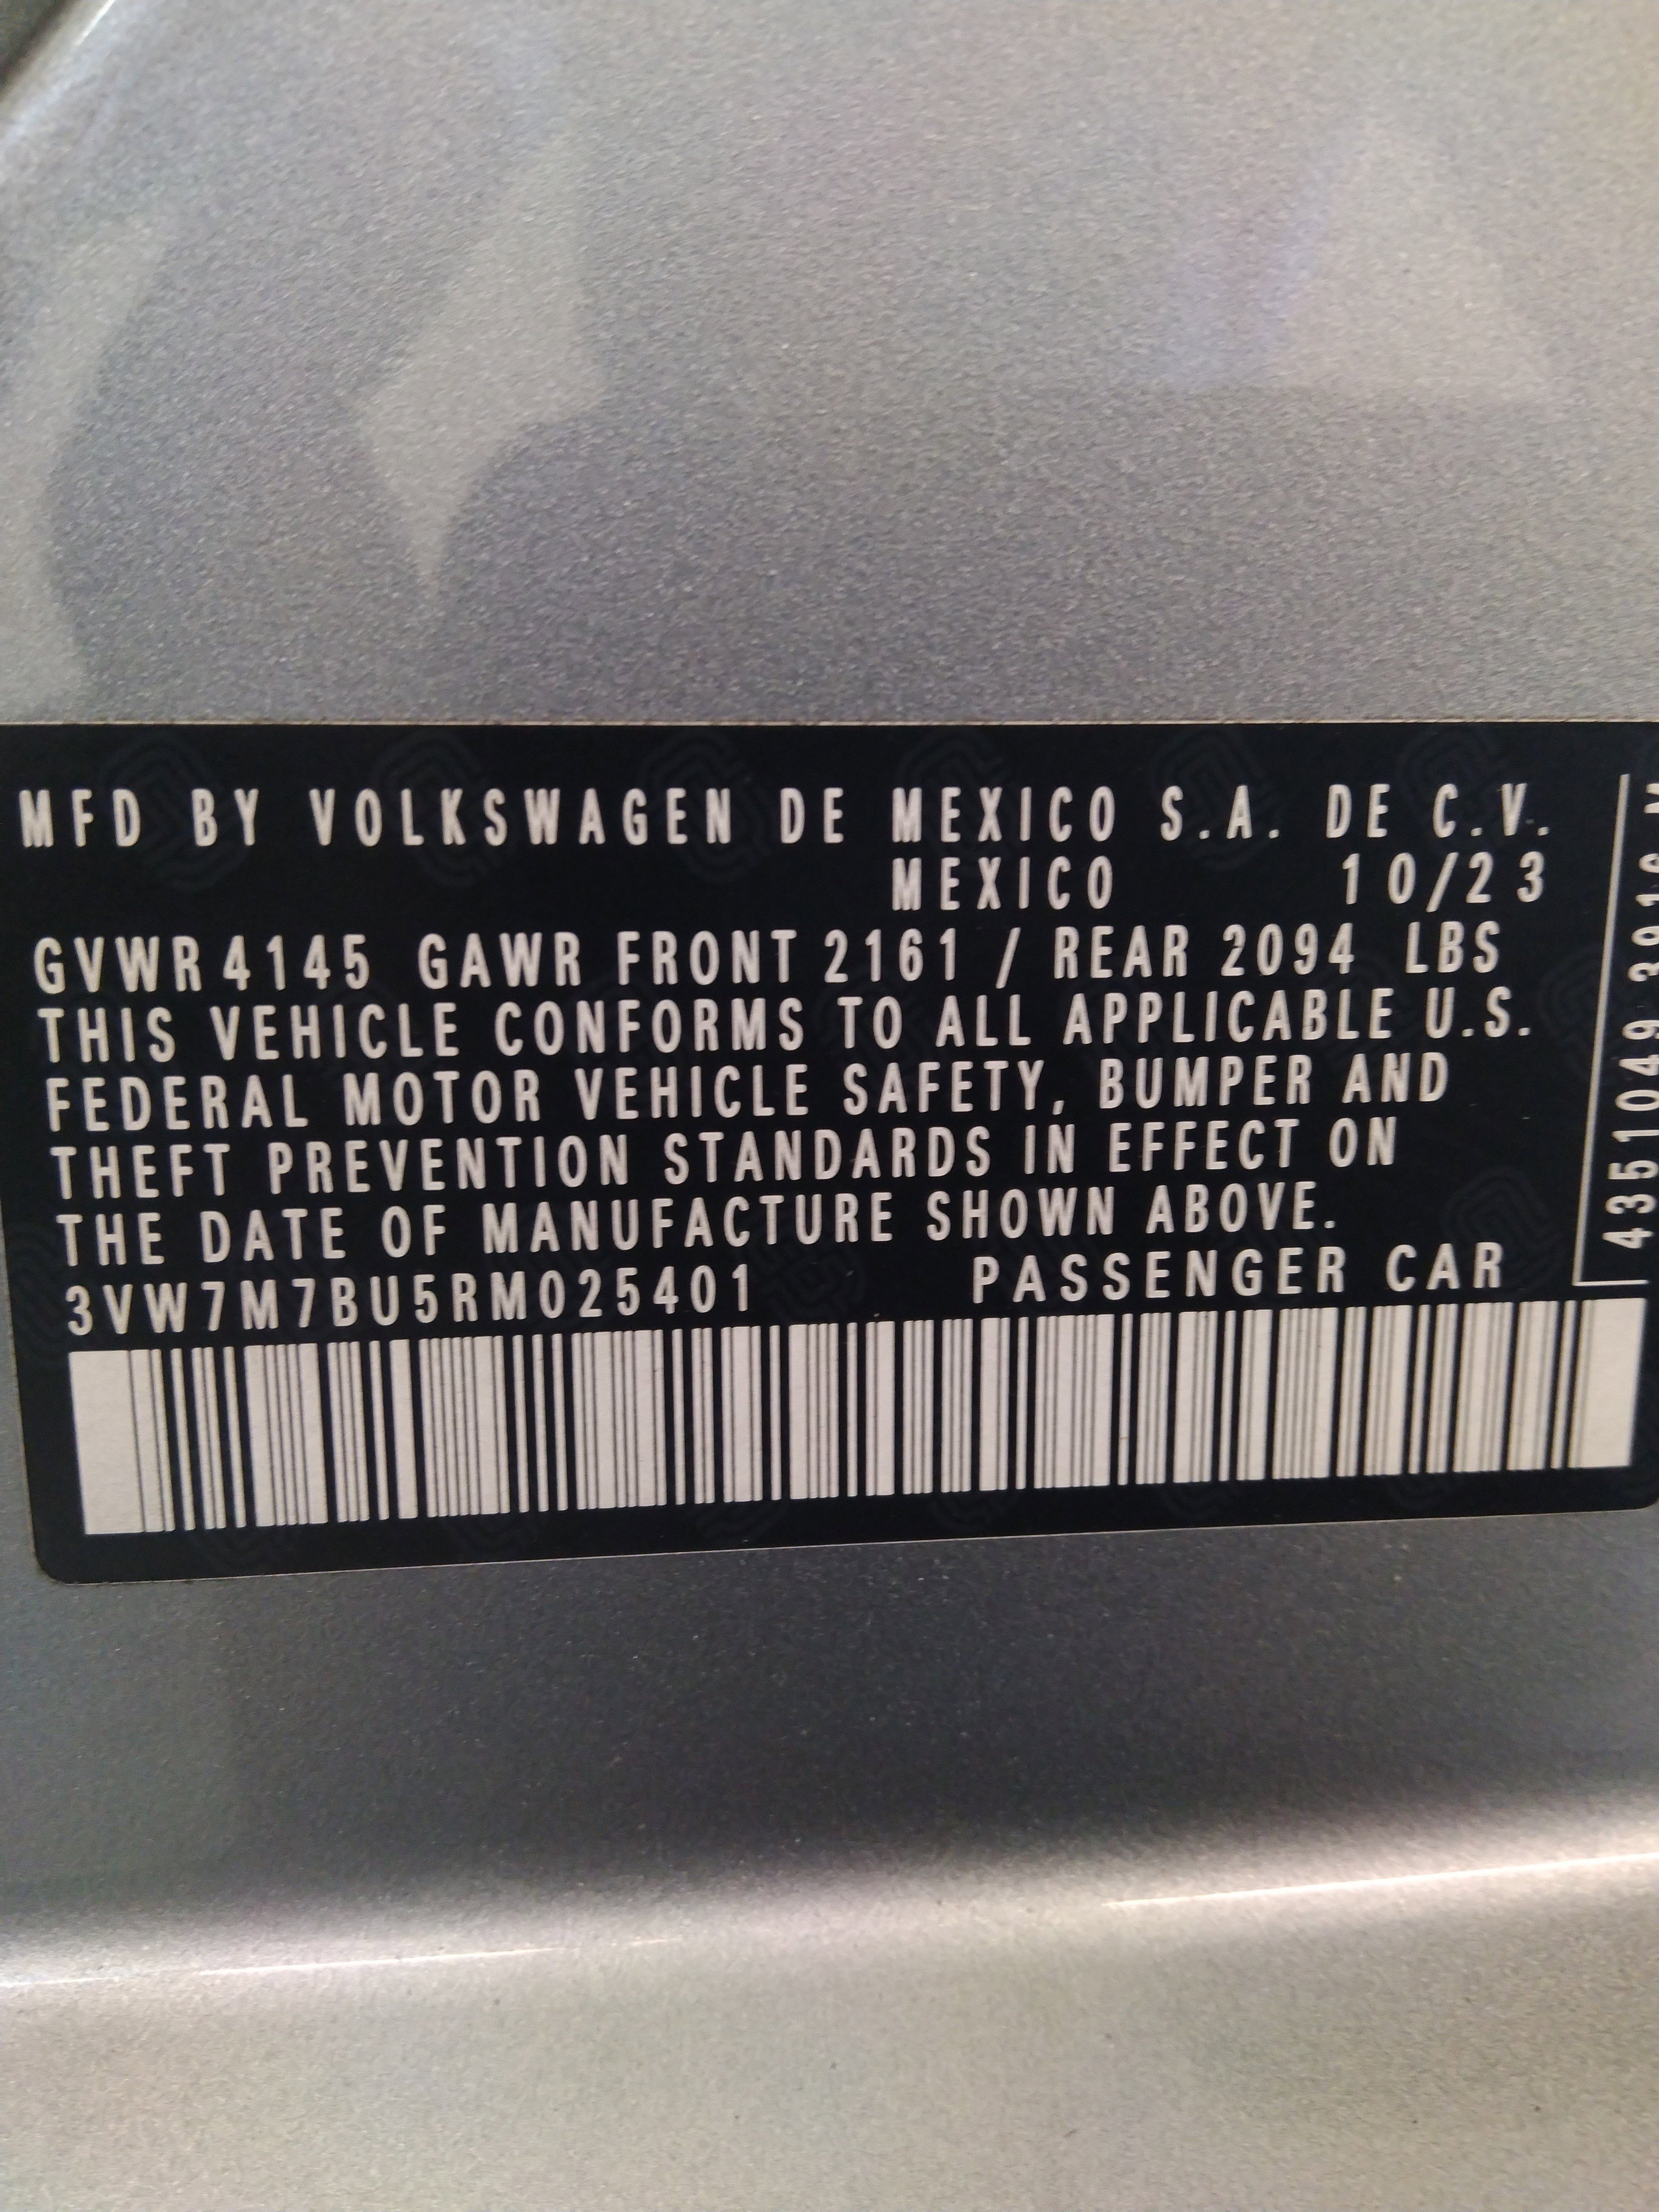 MFD BY VOLKSWAGEN DE MEXICO S.A. DE C.V.
MEXICO 10/23
GVWR 4145 GAWR FRONT 2161 / REAR 2094 LBS
THIS VEHICLE CONFORMS TO ALL APPLICABLE U.S.
FEDERAL MOTOR VEHICLE SAFETY, BUMPER AND
THEFT PREVENTION STANDARDS IN EFFECT ON
THE DATE OF MANUFACTURE SHOWN ABOVE.
3VW7M7BU5RM025401 PASSENGER CAR
4351049